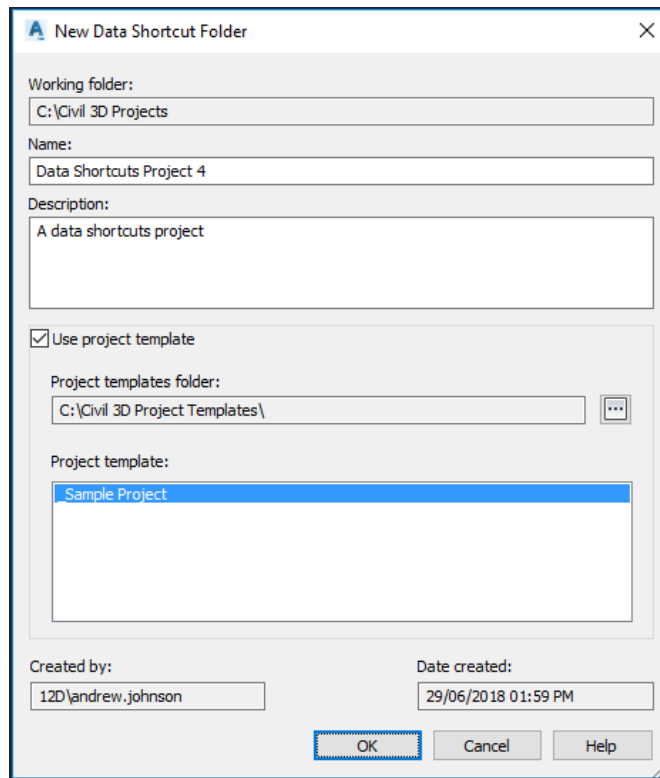 New Data Shortcut Folder
Working folder:
C:\Civil 3D Projects
Name:
Data Shortcuts Project 4
Description:
A data shortcuts project
Use project template
Project templates folder:
C:\Civil 3D Project Templates\
...
Project template:
_Sample Project
Created by:
Date created:
12D\andrew.johnson
29/06/2018 01:59 PM
OK
Cancel
Help